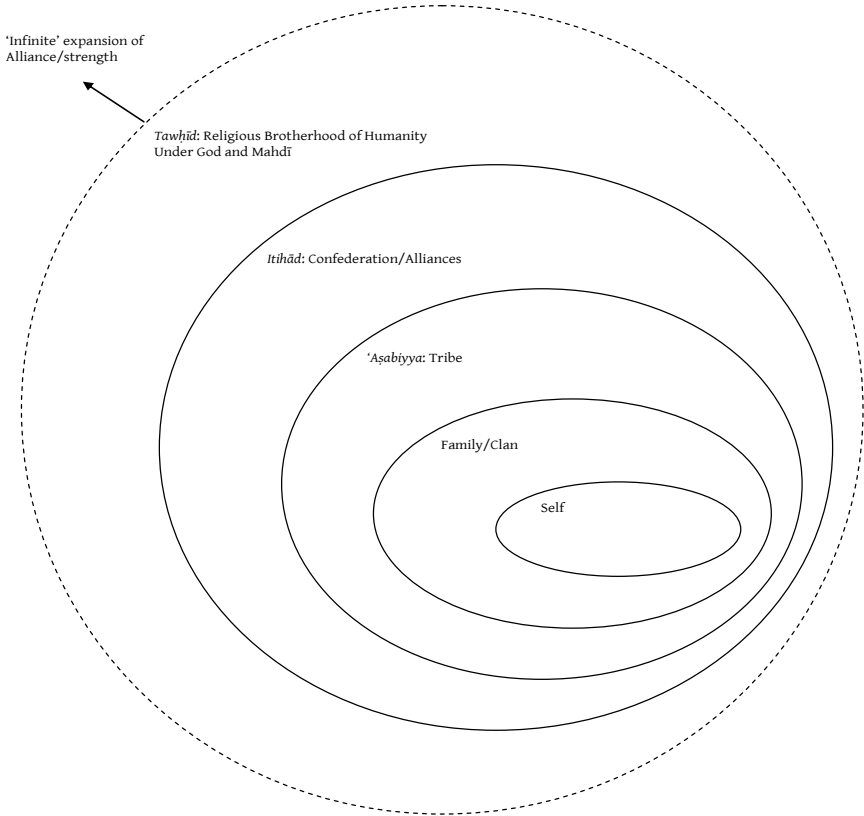 ‘Infinite’ expansion of
Alliance/strength
Tawḥīd: Religious Brotherhood of Humanity
Under God and Mahdī
Itihād: Confederation/Alliances
ʿAṣabiyya: Tribe
Family/Clan
Self